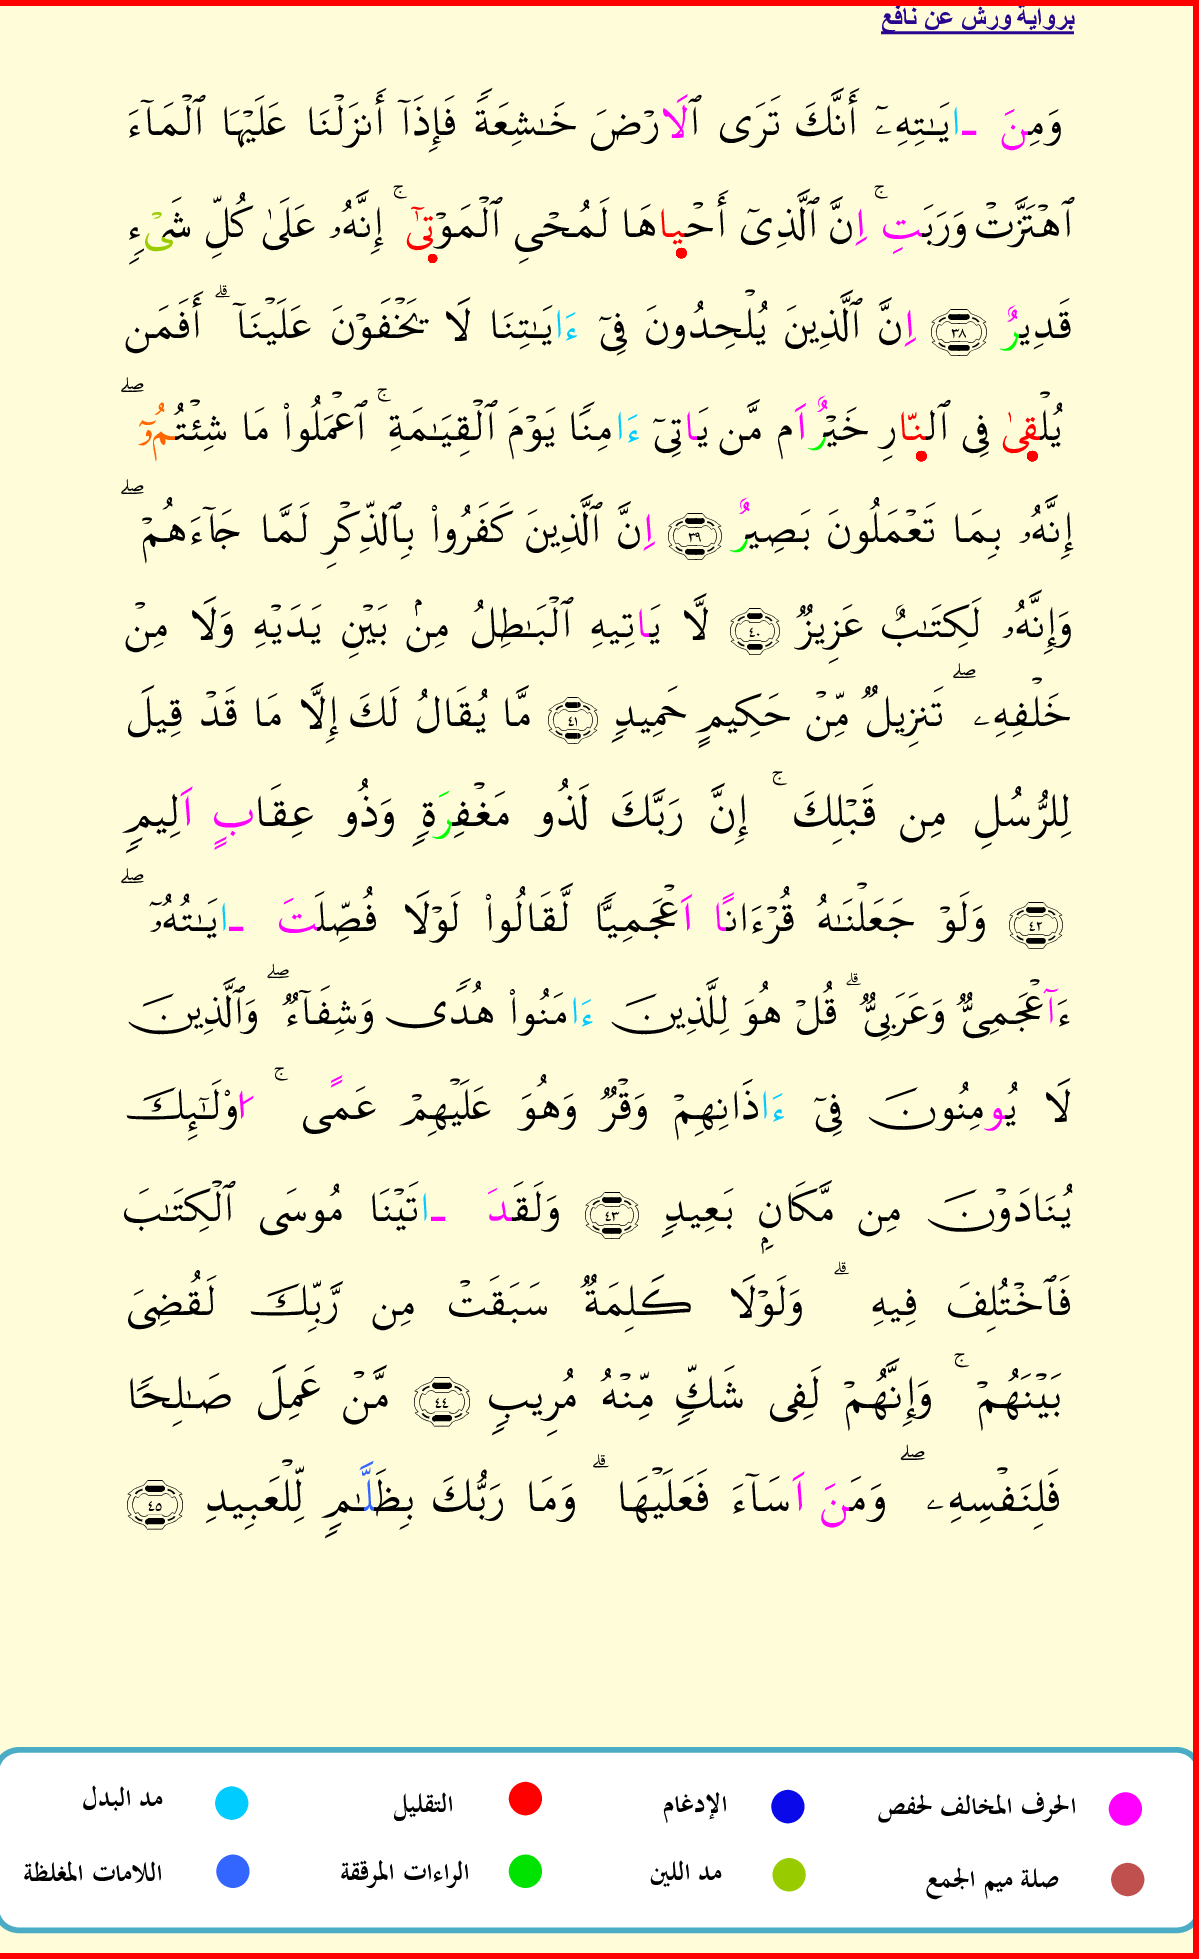 برواية ورش عن نافع
وَمِنَ ـايَـٰتِهِۦٓ أَنَّكَ تَرَى ٱلَارْضَ خَـٰشِعَةً فَإِذَآ أَنزَلْنَا عَلَيْهَا ٱلْمَآءَ
ٱهْتَزَّتْ وَرَبَتِ ۚ اِنَّ ٱلَّذِىٓ أَحْياهَا لَمُحْىِ ٱلْمَوْتىٰٓ ۚ إِنَّهُۥ عَلَىٰ كُلِّ شَىْءٍ
قَدِيرٌ ٣٨ اِنَّ ٱلَّذِينَ يُلْحِدُونَ فِىٓ ءَايَـٰتِنَا لَا يَخْفَوْنَ عَلَيْنَآ ۗ أَفَمَن
يُلْقىٰ فِى ٱلنّارِ خَيْرٌ اَم مَّن يَاتِىٓ ءَامِنًا يَوْمَ ٱلْقِيَـٰمَةِ ۚ ٱعْمَلُوا۟ مَا شِئْتُمُوٓ ۖ
إِنَّهُۥ بِمَا تَعْمَلُونَ بَصِيرٌ ٣٩ اِنَّ ٱلَّذِينَ كَفَرُوا۟ بِٱلذِّكْرِ لَمَّا جَآءَهُمْ ۖ
وَإِنَّهُۥ لَكِتَـٰبٌ عَزِيزٌ ٤٠ لَّا يَاتِيهِ ٱلْبَـٰطِلُ مِنۢ بَيْنِ يَدَيْهِ وَلَا مِنْ
خَلْفِهِۦ ۖ تَنزِيلٌ مِّنْ حَكِيمٍ حَمِيدٍ ٤١ مَّا يُقَالُ لَكَ إِلَّا مَا قَدْ قِيلَ
لِلرُّسُلِ مِن قَبْلِكَ ۚ إِنَّ رَبَّكَ لَذُو مَغْفِرَةٍ وَذُو عِقَابٍ اَلِيمٍ
٤٢ وَلَوْ جَعَلْنَـٰهُ قُرْءَانًا اَعْجَمِيًّا لَّقَالُوا۟ لَوْلَا فُصِّلَتَ ـايَـٰتُهُۥٓ ۖ
ءَآعْجَمِىٌّ وَعَرَبِىٌّ ۗ قُلْ هُوَ لِلَّذِينَ ءَامَنُوا۟ هُدًى وَشِفَآءٌ ۖ وَٱلَّذِينَ
لَا يُومِنُونَ فِىٓ ءَاذَانِهِمْ وَقْرٌ وَهُوَ عَلَيْهِمْ عَمًى ۚ اوْلَـٰٓئِكَ
يُنَادَوْنَ مِن مَّكَانٍۭ بَعِيدٍ ٤٣ وَلَقَدَ ـاتَيْنَا مُوسَى ٱلْكِتَـٰبَ
فَٱخْتُلِفَ فِيهِ ۗ وَلَوْلَا كَلِمَةٌ سَبَقَتْ مِن رَّبِّكَ لَقُضِىَ
بَيْنَهُمْ ۚ وَإِنَّهُمْ لَفِى شَكٍّ مِّنْهُ مُرِيبٍ ٤٤ مَّنْ عَمِلَ صَـٰلِحًا
فَلِنَفْسِهِۦ ۖ وَمَنَ اَسَآءَ فَعَلَيْهَا ۗ وَمَا رَبُّكَ بِظَلَّـٰمٍ لِّلْعَبِيدِ ٤٥
الحرف المخالف لحفص الإدغام التقليل مد البدل
صلة ميم الجمع مد اللين الراءات المرققة اللامات المغلظة